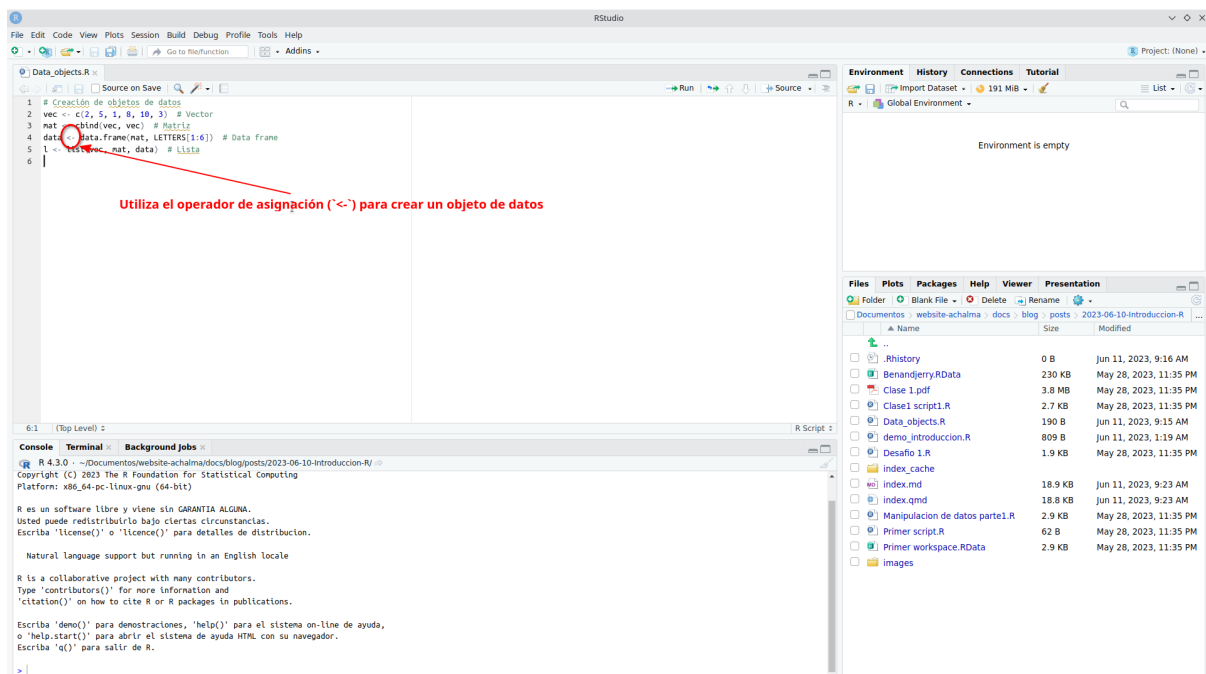 RStudio
File Edit Code View Plots Session Build Debug Profile Tools Help
Go to file/function Addins Project: (None)
Data_objects.R
Source on Save Run Source
1 # Creación de objetos de datos
2 vec <- c(2, 5, 1, 8, 10, 3) # Vector
3 mat <- cbind(vec, vec) # Matriz
4 data <- data.frame(mat, LETTERS[1:6]) # Data frame
5 l <- list(vec, mat, data) # Lista
6
Utiliza el operador de asignación (`<-`) para crear un objeto de datos
6:1 (Top Level) R Script
Console Terminal Background Jobs
R 4.3.0 · ~/Documentos/website-achalma/docs/blog/posts/2023-06-10-Introduccion-R/
Copyright (C) 2023 The R Foundation for Statistical Computing
Platform: x86_64-pc-linux-gnu (64-bit)
R es un software libre y viene sin GARANTIA ALGUNA.
Usted puede redistribuirlo bajo ciertas circunstancias.
Escriba 'license()' o 'licence()' para detalles de distribucion.
Natural language support but running in an English locale
R is a collaborative project with many contributors.
Type 'contributors()' for more information and
'citation()' on how to cite R or R packages in publications.
Escriba 'demo()' para demostraciones, 'help()' para el sistema on-line de ayuda,
o 'help.start()' para abrir el sistema de ayuda HTML con su navegador.
Escriba 'q()' para salir de R.
>
Environment History Connections Tutorial
Import Dataset 191 MiB List
R Global Environment
Environment is empty
Files Plots Packages Help Viewer Presentation
Folder Blank File Delete Rename
Documentos website-achalma docs blog posts 2023-06-10-Introduccion-R ...
Name Size Modified
..
.Rhistory 0 B Jun 11, 2023, 9:16 AM
Benandjerry.RData 230 KB May 28, 2023, 11:35 PM
Clase 1.pdf 3.8 MB May 28, 2023, 11:35 PM
Clase1 script1.R 2.7 KB May 28, 2023, 11:35 PM
Data_objects.R 190 B Jun 11, 2023, 9:15 AM
demo_introduccion.R 809 B Jun 11, 2023, 1:19 AM
Desafio 1.R 1.9 KB May 28, 2023, 11:35 PM
index_cache
index.md 18.9 KB Jun 11, 2023, 9:23 AM
index.qmd 18.8 KB Jun 11, 2023, 9:23 AM
Manipulacion de datos parte1.R 2.9 KB May 28, 2023, 11:35 PM
Primer script.R 62 B May 28, 2023, 11:35 PM
Primer workspace.RData 2.9 KB May 28, 2023, 11:35 PM
images